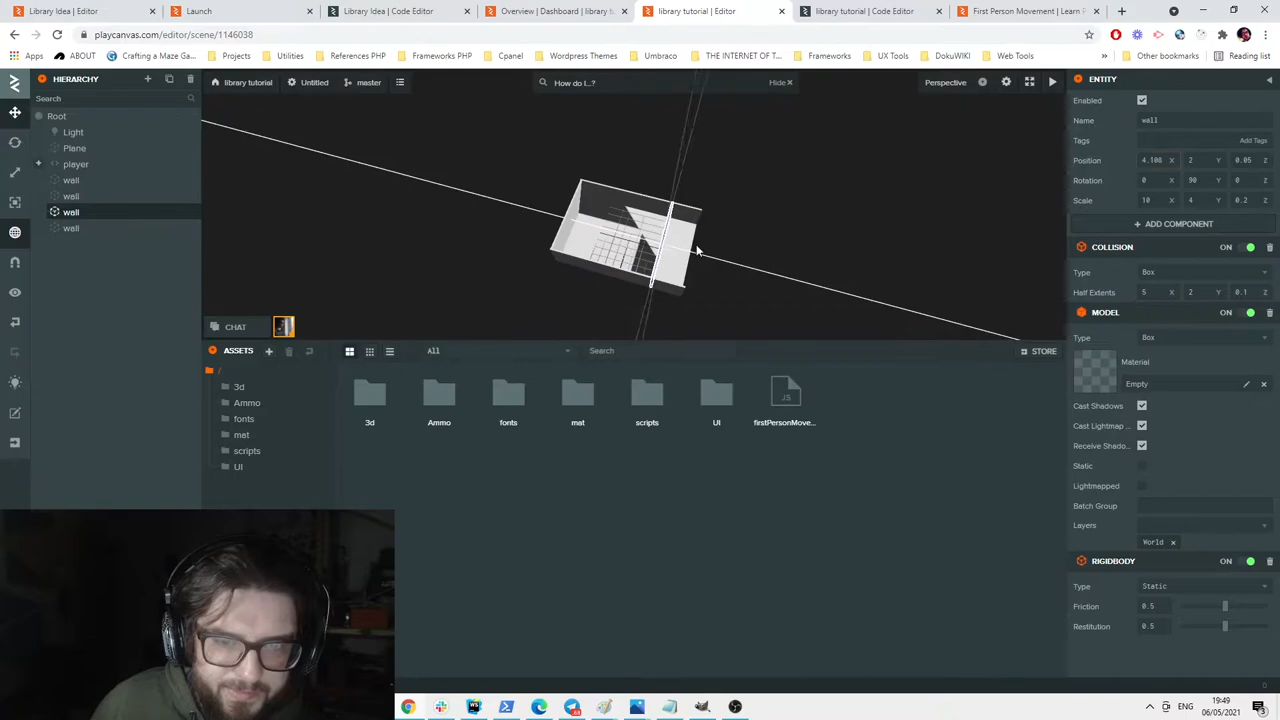 library Idea | Editor
Launch
Library Idea | Code Editor
Overview | Dashboard | library t
library tutorial | Editor
library tutorial | Code Editor
First Person Movement | Learn P
playcanvas.com/editor/scene/1146038
Apps
ABOUT
Crafting a Maze Ga...
Projects
Utilities
References PHP
Frameworks PHP
Cpanel
Wordpress Themes
Umbraco
THE INTERNET OF T...
Frameworks
UX Tools
DokuWIKI
Web Tools
Other bookmarks
Reading list
HIERARCHY
library tutorial
Untitled
master
How do I...?
Hide
Perspective
ENTITY
Search
Enabled
Root
Name
wall
Light
Tags
Add Tags
Plane
Position
4.108 X 2 Y 0.05 Z
player
Rotation
0 X 90 Y 0 Z
wall
Scale
10 X 4 Y 0.2 Z
wall
wall
wall
ADD COMPONENT
COLLISION
ON
Type
Box
Half Extents
5 X 2 Y 0.1 Z
MODEL
ON
CHAT
Type
Box
ASSETS
All
Search
STORE
Material
Empty
/
3d
Ammo
fonts
mat
scripts
UI
3d
Ammo
fonts
mat
scripts
UI
firstPersonMove...
JS
Cast Shadows
Cast Lightmap ...
Receive Shado...
Static
Lightmapped
Batch Group
Layers
World
RIGIDBODY
ON
Type
Static
Friction
0.5
Restitution
0.5
ENG
19:49
06/05/2021